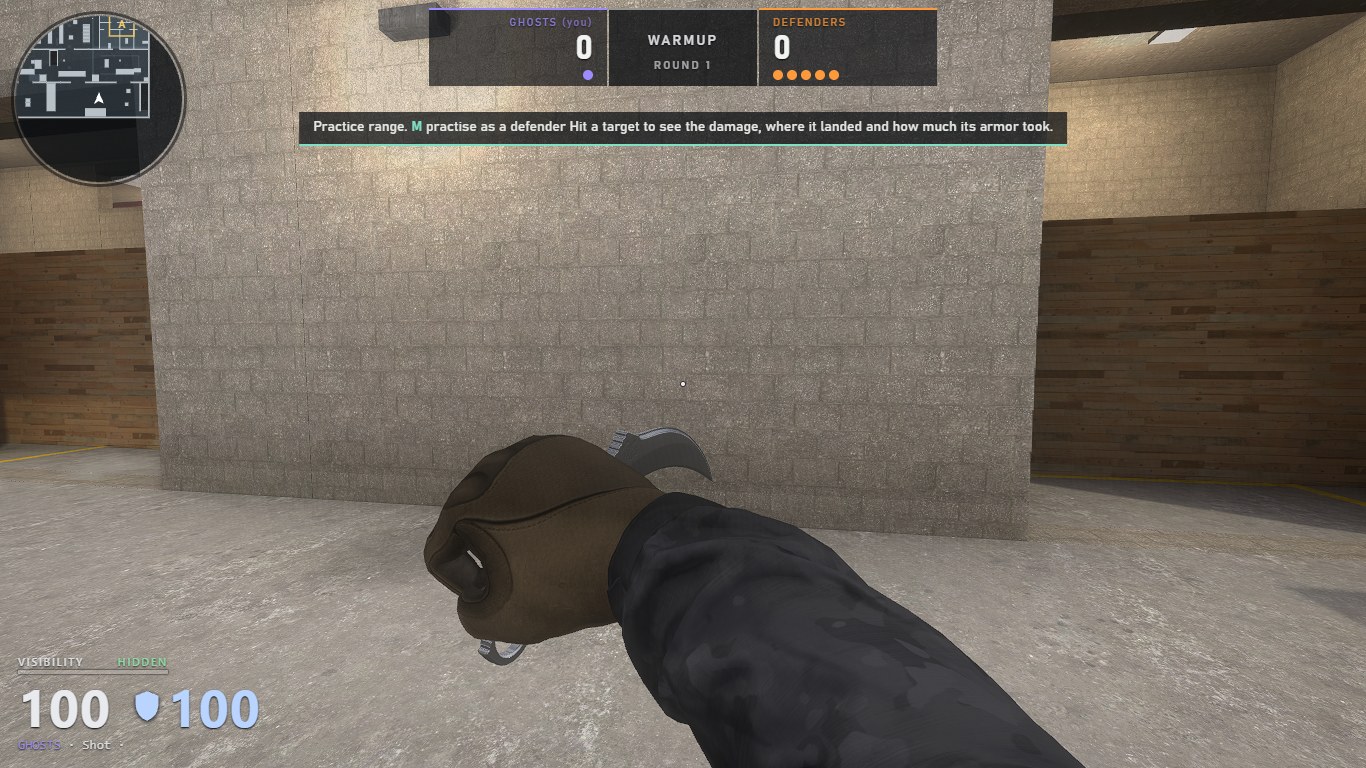 A
GHOSTS (you)
0
WARMUP
ROUND 1
DEFENDERS
0
Practice range. M practise as a defender Hit a target to see the damage, where it landed and how much its armor took.
VISIBILITY HIDDEN
100 100
GHOSTS · Shot ·